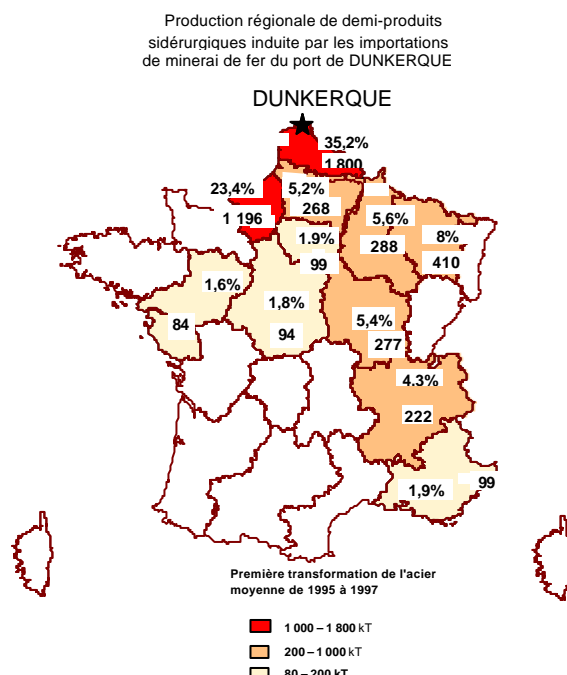 Production régionale de demi-produits
sidérurgiques induite par les importations
de minerai de fer du port de DUNKERQUE
DUNKERQUE
35,2%
1 800
23,4%
5,2%
1 196
268
5,6%
1.9%
8%
288
99
410
1,6%
1,8%
84
5,4%
94
277
4.3%
222
1,9%
99
Première transformation de l'acier
moyenne de 1995 à 1997
1 000 – 1 800 kT
200 – 1 000 kT
80 – 200 kT